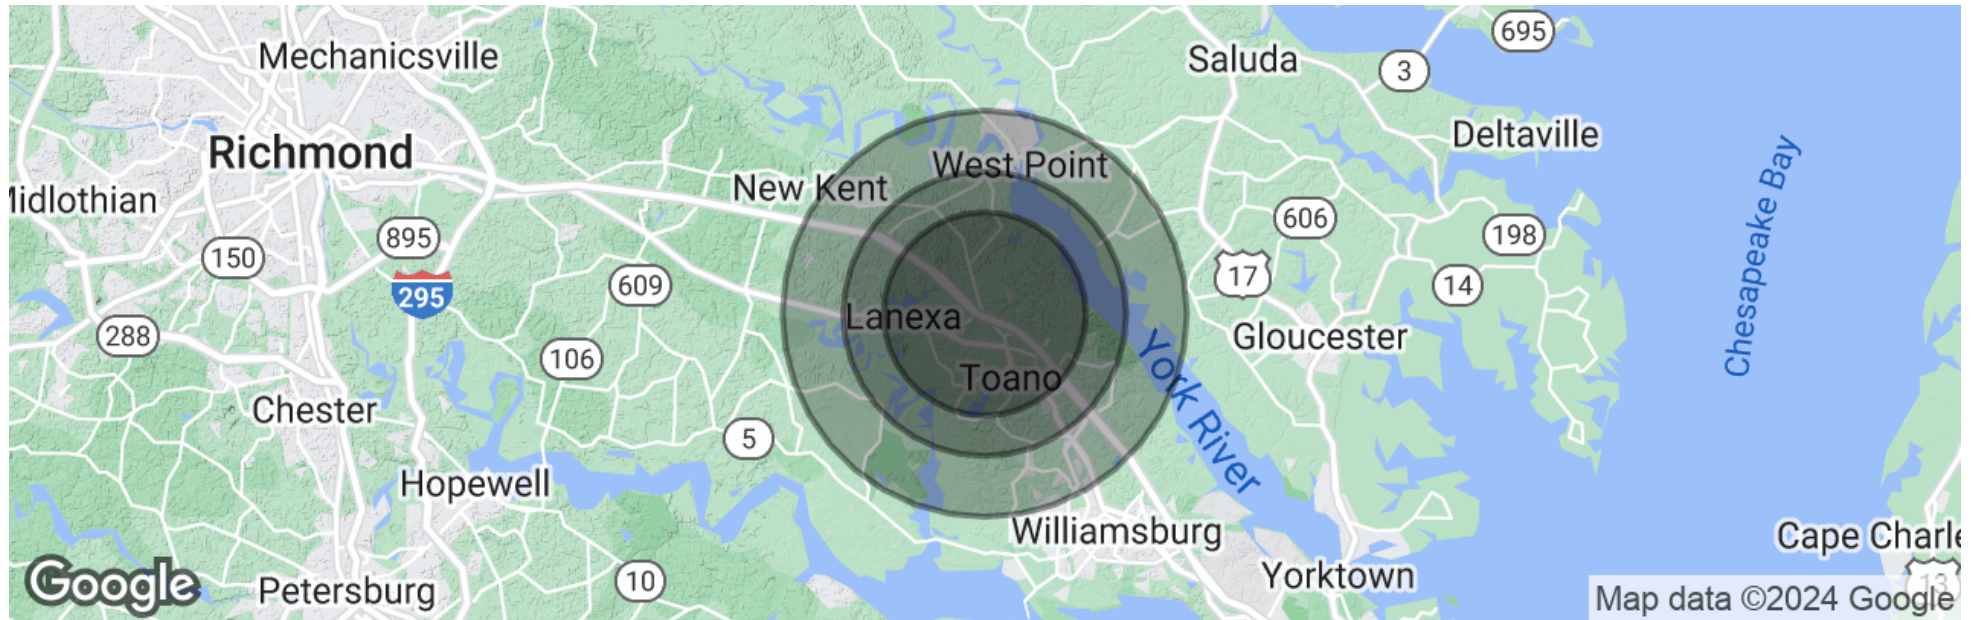 695
Mechanicsville
Saluda
3
Richmond
Deltaville
West Point
New Kent
Midlothian
606
198
895
150
17
609
14
295
Chesapeake Bay
Lanexa
288
Gloucester
106
Toano
York River
Chester
5
Hopewell
Williamsburg
Cape Charle
Yorktown
Google
Petersburg
10
13
Map data ©2024 Google